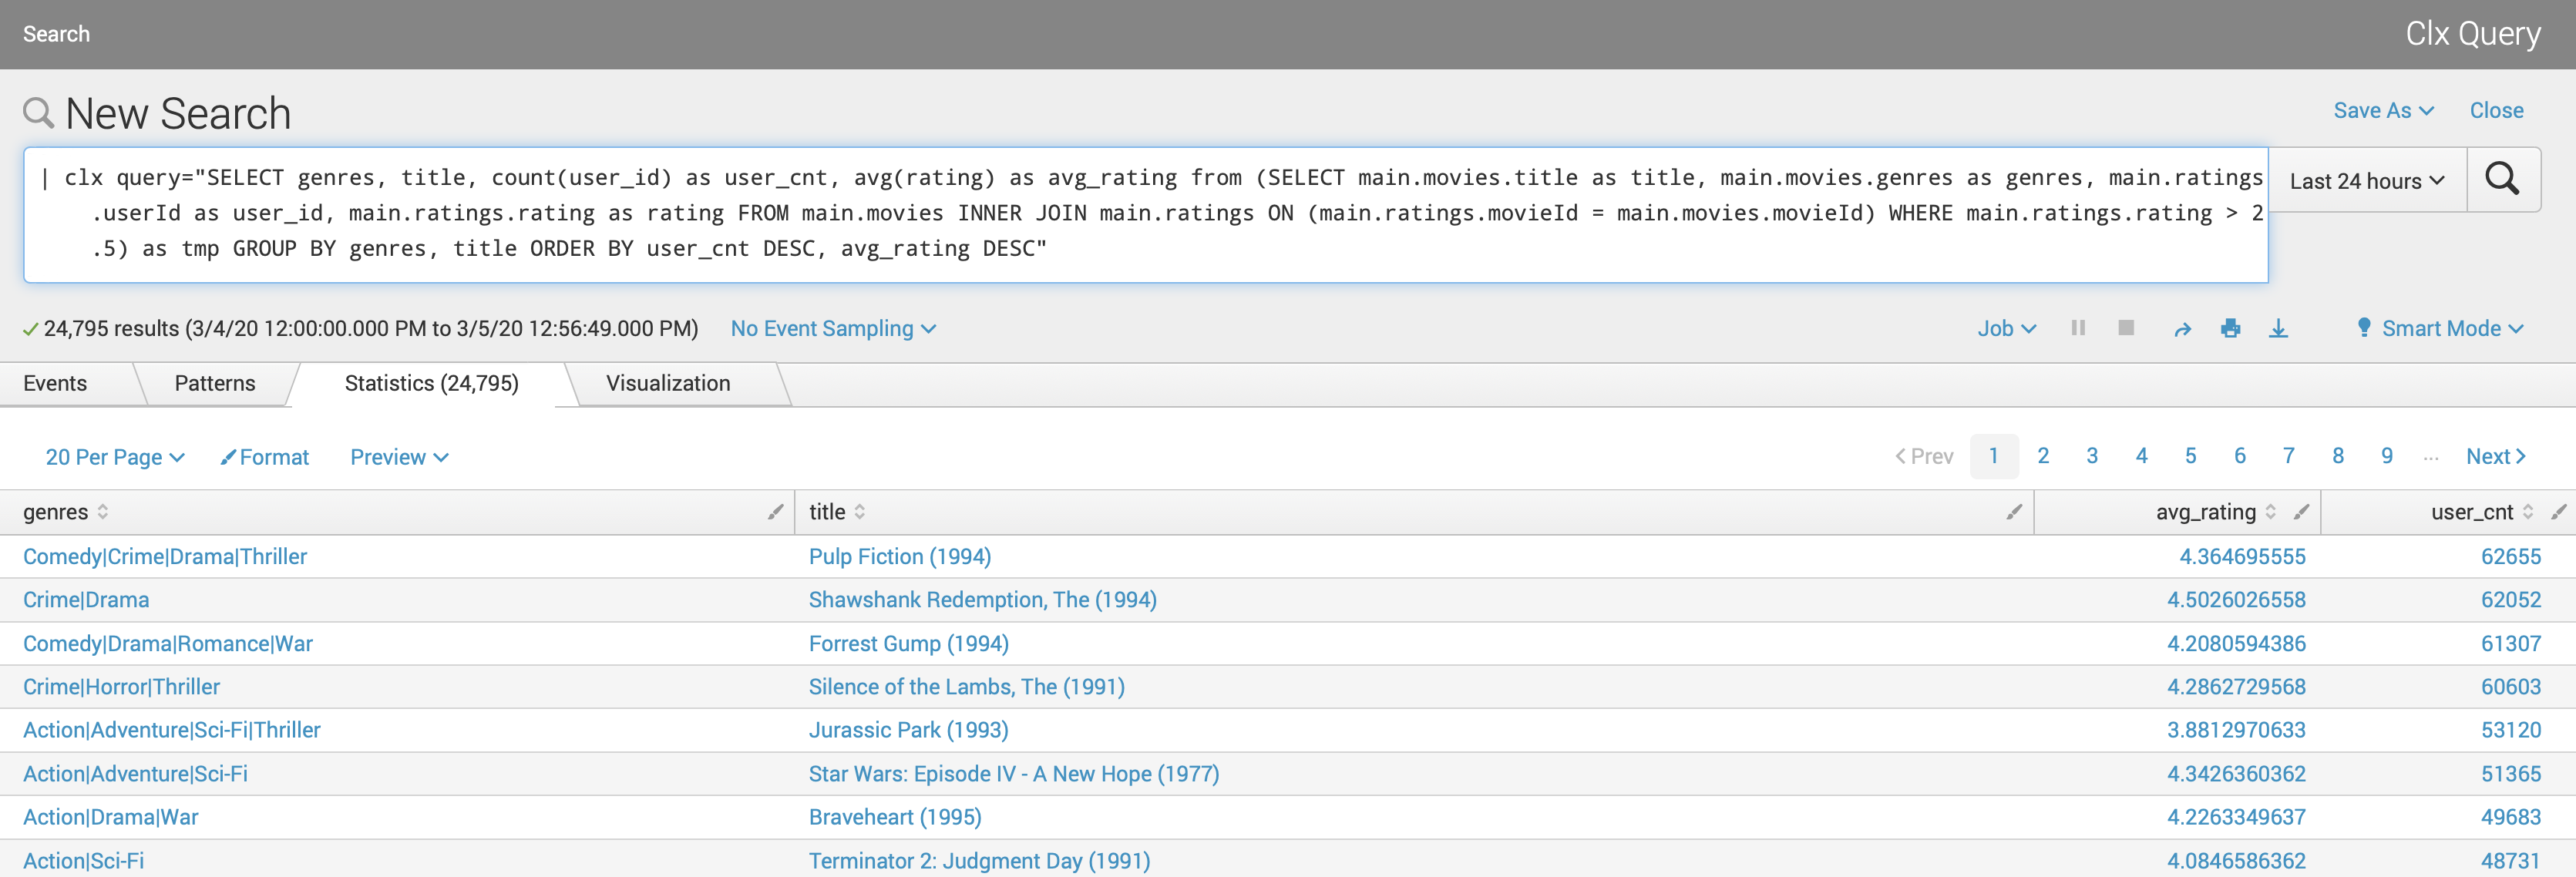 Search
Clx Query
New Search
Save As
Close
| clx query="SELECT genres, title, count(user_id) as user_cnt, avg(rating) as avg_rating from (SELECT main.movies.title as title, main.movies.genres as genres, main.ratings
.userId as user_id, main.ratings.rating as rating FROM main.movies INNER JOIN main.ratings ON (main.ratings.movieId = main.movies.movieId) WHERE main.ratings.rating > 2
.5) as tmp GROUP BY genres, title ORDER BY user_cnt DESC, avg_rating DESC"
Last 24 hours
24,795 results (3/4/20 12:00:00.000 PM to 3/5/20 12:56:49.000 PM)
No Event Sampling
Job
Smart Mode
Events
Patterns
Statistics (24,795)
Visualization
20 Per Page
Format
Preview
Prev 1 2 3 4 5 6 7 8 9 ... Next
genres title avg_rating user_cnt
Comedy|Crime|Drama|Thriller Pulp Fiction (1994) 4.364695555 62655
Crime|Drama Shawshank Redemption, The (1994) 4.5026026558 62052
Comedy|Drama|Romance|War Forrest Gump (1994) 4.2080594386 61307
Crime|Horror|Thriller Silence of the Lambs, The (1991) 4.2862729568 60603
Action|Adventure|Sci-Fi|Thriller Jurassic Park (1993) 3.8812970633 53120
Action|Adventure|Sci-Fi Star Wars: Episode IV - A New Hope (1977) 4.3426360362 51365
Action|Drama|War Braveheart (1995) 4.2263349637 49683
Action|Sci-Fi Terminator 2: Judgment Day (1991) 4.0846586362 48731